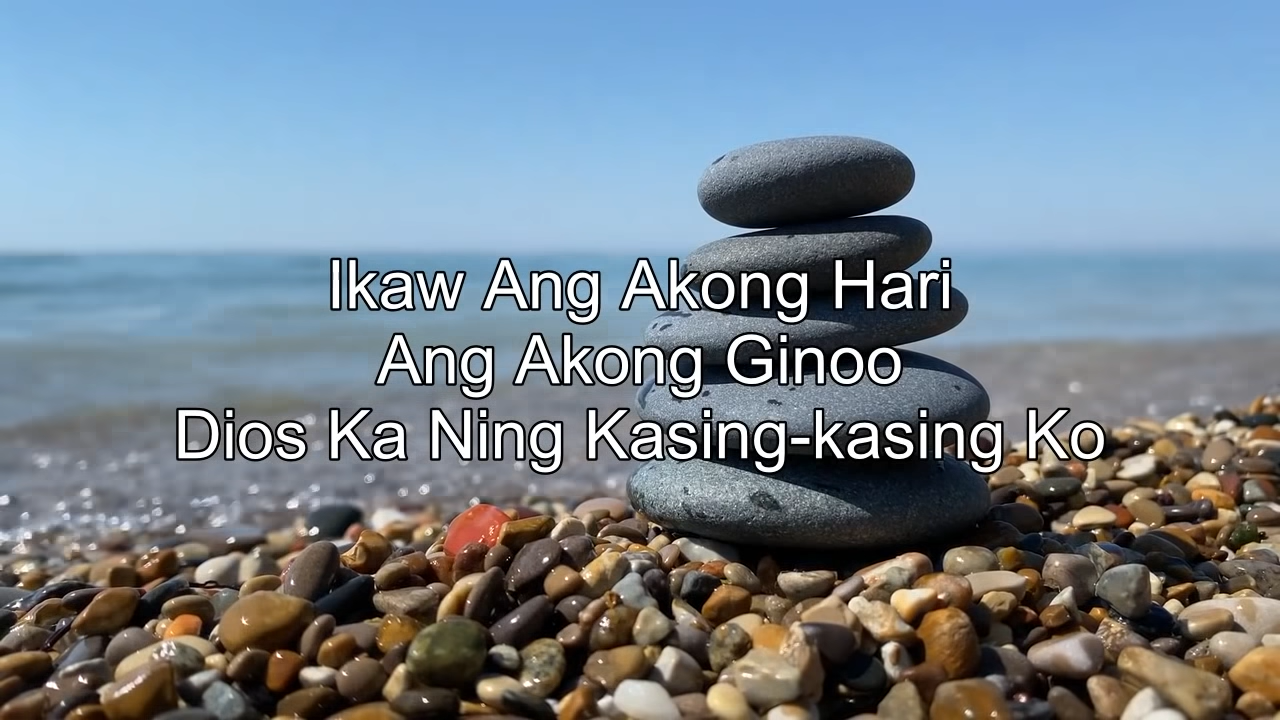 Ikaw Ang Akong Hari
Ang Akong Ginoo
Dios Ka Ning Kasing-kasing Ko